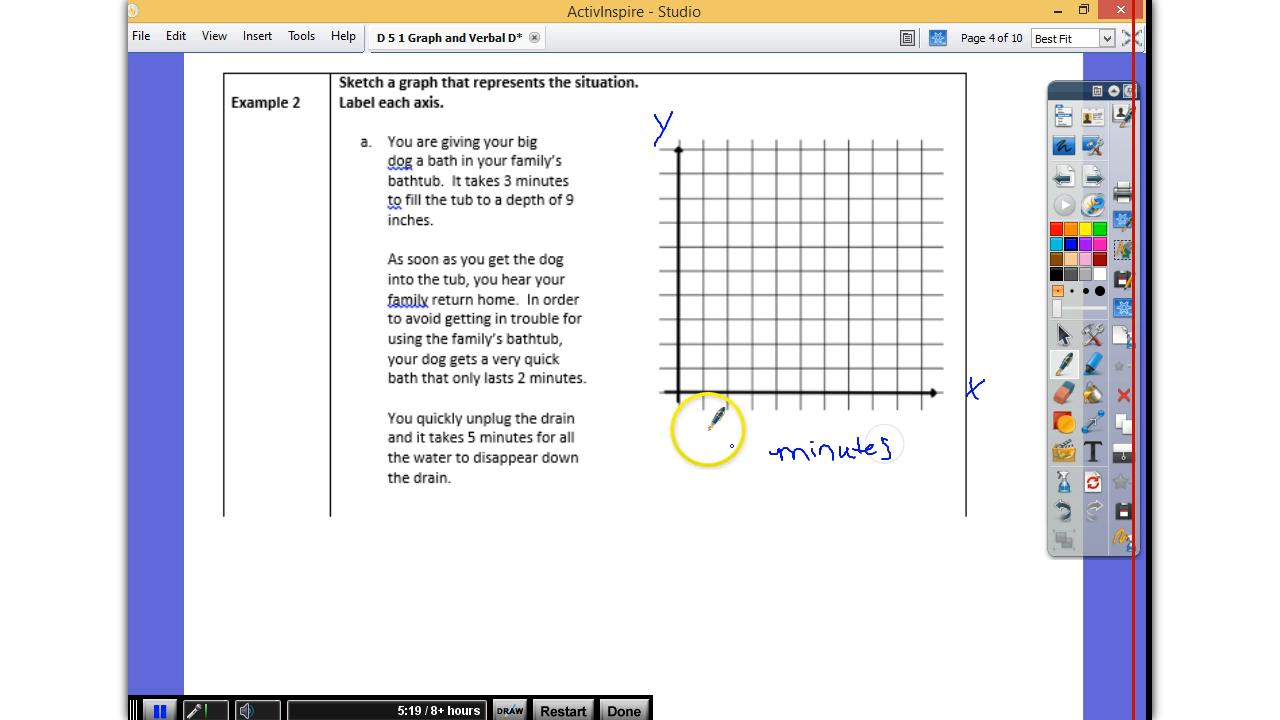 ActivInspire - Studio
File Edit View Insert Tools Help
D 5 1 Graph and Verbal D*
Page 4 of 10
Best Fit
Example 2
Sketch a graph that represents the situation.
Label each axis.
a. You are giving your big
dog a bath in your family's
bathtub. It takes 3 minutes
to fill the tub to a depth of 9
inches.
As soon as you get the dog
into the tub, you hear your
family return home. In order
to avoid getting in trouble for
using the family's bathtub,
your dog gets a very quick
bath that only lasts 2 minutes.
You quickly unplug the drain
and it takes 5 minutes for all
the water to disappear down
the drain.
y
x
minutes
5:19 / 8+ hours
DRAW
Restart
Done